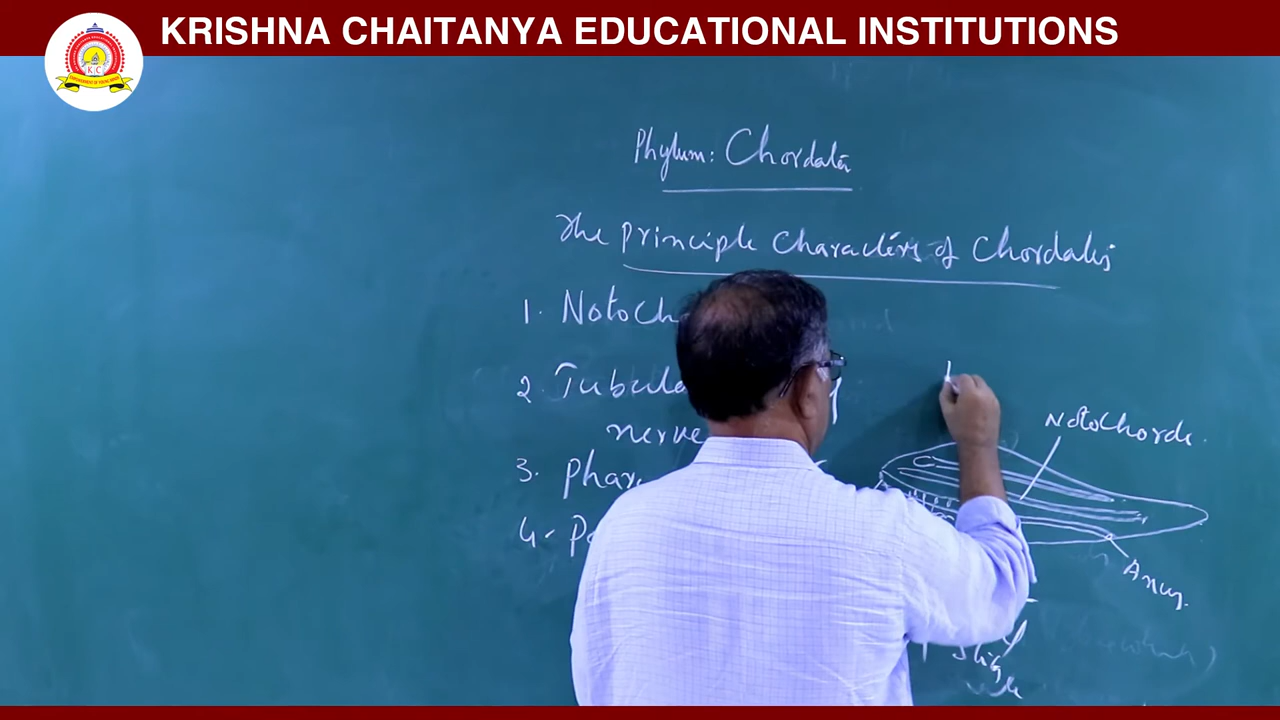 KRISHNA CHAITANYA EDUCATIONAL INSTITUTIONS
K C
Phylum: Chordata
The principle characters of Chordates
1. Notoch
2. Tubula
nerve
3. Phar
4. P
Notochorde.
Anus.